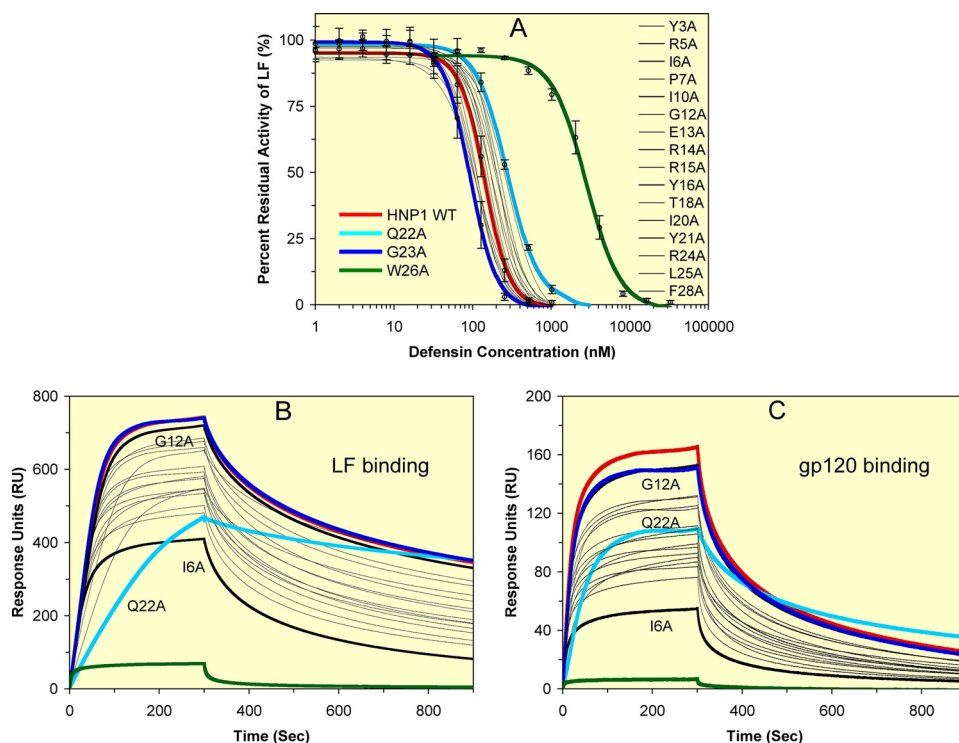 A
Percent Residual Activity of LF (%)
100
75
50
25
0
HNP1 WT
Q22A
G23A
W26A
Y3A
R5A
I6A
P7A
I10A
G12A
E13A
R14A
R15A
Y16A
T18A
I20A
Y21A
R24A
L25A
F28A
1 10 100 1000 10000 100000
Defensin Concentration (nM)
B
Response Units (RU)
800
600
400
200
0
G12A
LF binding
I6A
Q22A
0 200 400 600 800
Time (Sec)
C
Response Units (RU)
200
160
120
80
40
0
gp120 binding
G12A
Q22A
I6A
0 200 400 600 800
Time (Sec)